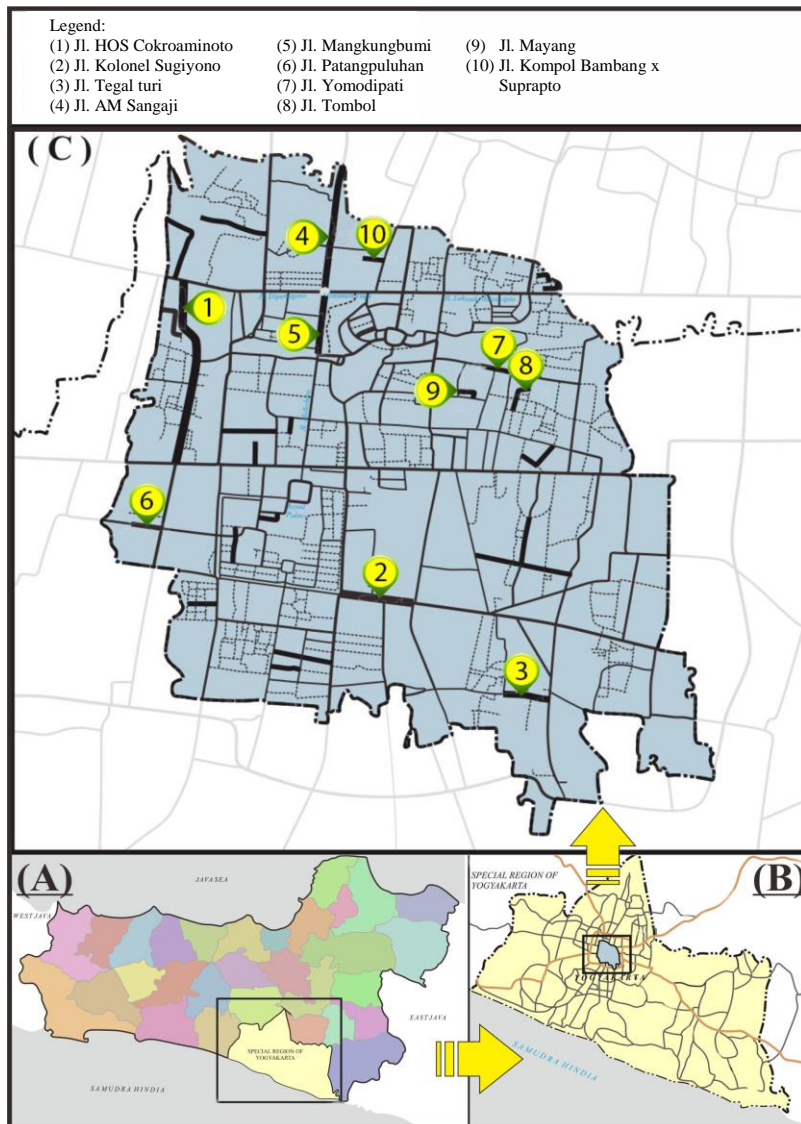 Legend:
(1) Jl. HOS Cokroaminoto
(2) Jl. Kolonel Sugiyono
(3) Jl. Tegal turi
(4) Jl. AM Sangaji
(5) Jl. Mangkungbumi
(6) Jl. Patangpuluhan
(7) Jl. Yomodipati
(8) Jl. Tombol
(9) Jl. Mayang
(10) Jl. Kompol Bambang x
Suprapto
( C )
4
10
1
5
7
8
9
6
2
3
(A)
JAVA SEA
WEST JAVA
EAST JAVA
SPECIAL REGION OF
YOGYAKARTA
SAMUDRA HINDIA
(B)
SPECIAL REGION OF
YOGYAKARTA
YOGYAKARTA
SAMUDRA HINDIA